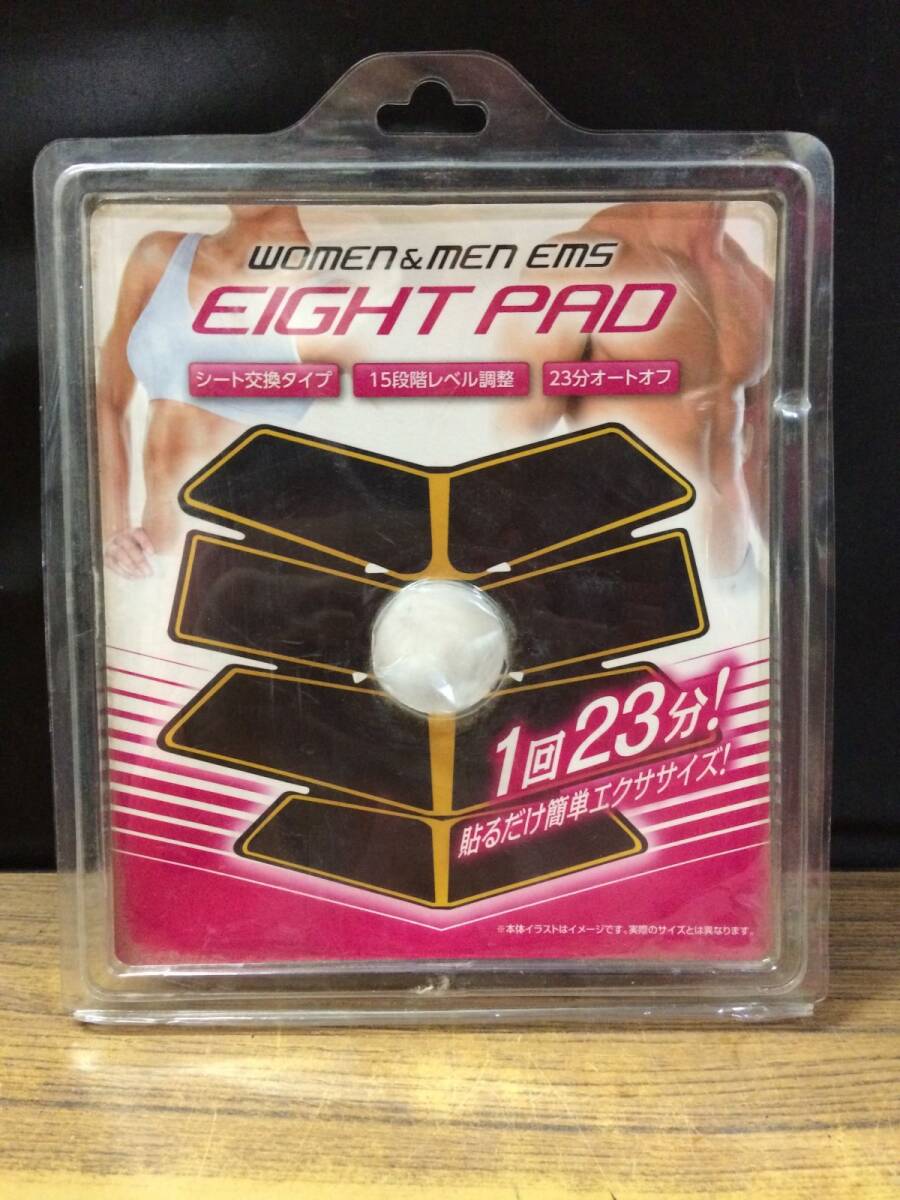 WOMEN & MEN EMS
EIGHT PAD
シート交換タイプ 15段階レベル調整 23分オートオフ
1回23分!
貼るだけ簡単エクササイズ!
※本体イラストはイメージです。実際のサイズとは異なります。